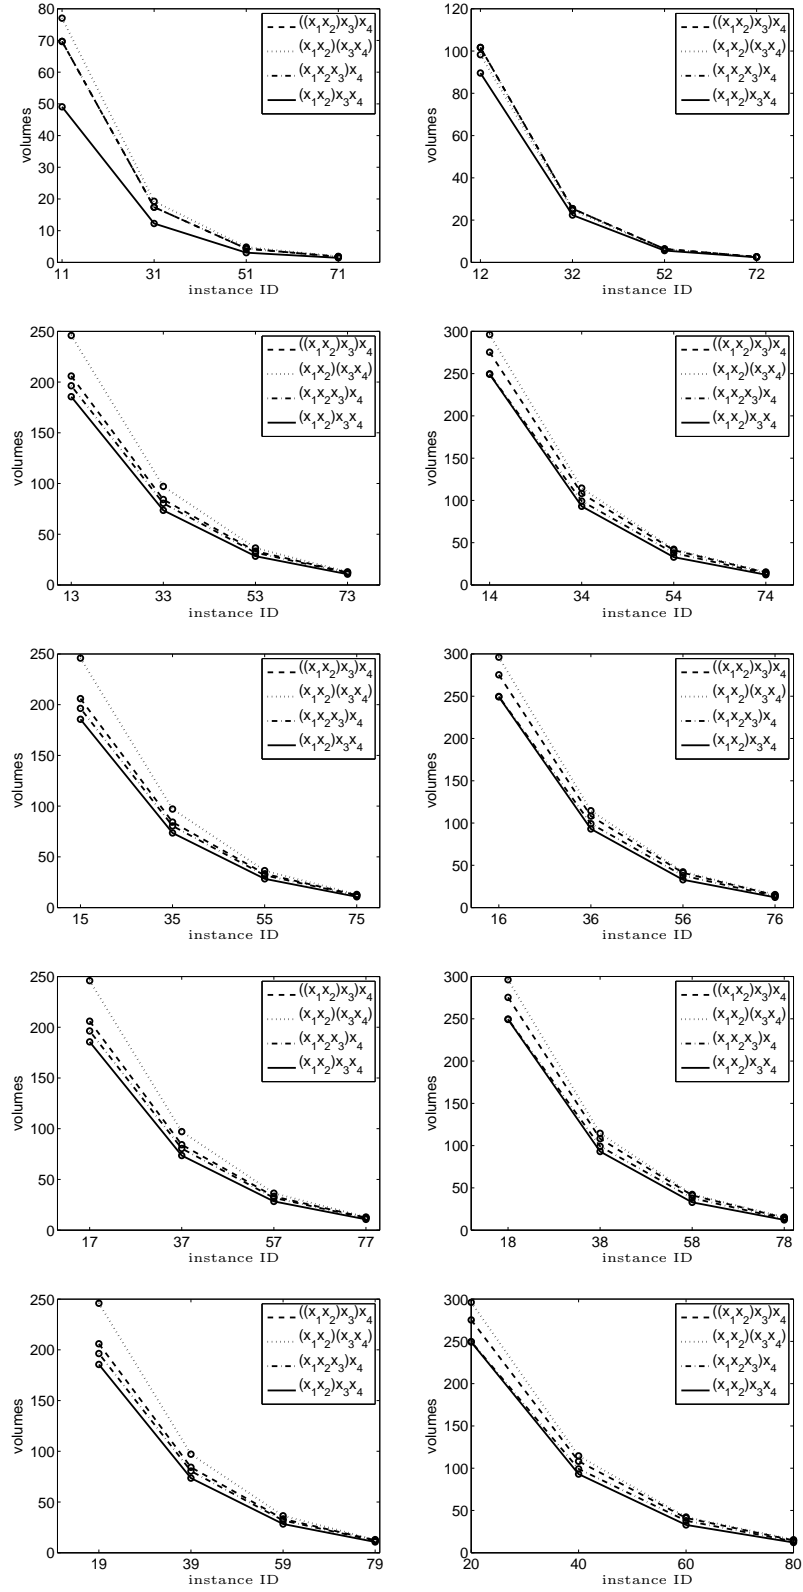 80
70
60
50
40
30
20
10
0
volumes
11 31 51 71
instance ID
((x₁x₂)x₃)x₄
(x₁x₂)(x₃x₄)
(x₁x₂x₃)x₄
(x₁x₂)x₃x₄
120
100
80
60
40
20
0
volumes
12 32 52 72
instance ID
((x₁x₂)x₃)x₄
(x₁x₂)(x₃x₄)
(x₁x₂x₃)x₄
(x₁x₂)x₃x₄
250
200
150
100
50
0
volumes
13 33 53 73
instance ID
((x₁x₂)x₃)x₄
(x₁x₂)(x₃x₄)
(x₁x₂x₃)x₄
(x₁x₂)x₃x₄
300
250
200
150
100
50
0
volumes
14 34 54 74
instance ID
((x₁x₂)x₃)x₄
(x₁x₂)(x₃x₄)
(x₁x₂x₃)x₄
(x₁x₂)x₃x₄
250
200
150
100
50
0
volumes
15 35 55 75
instance ID
((x₁x₂)x₃)x₄
(x₁x₂)(x₃x₄)
(x₁x₂x₃)x₄
(x₁x₂)x₃x₄
300
250
200
150
100
50
0
volumes
16 36 56 76
instance ID
((x₁x₂)x₃)x₄
(x₁x₂)(x₃x₄)
(x₁x₂x₃)x₄
(x₁x₂)x₃x₄
250
200
150
100
50
0
volumes
17 37 57 77
instance ID
((x₁x₂)x₃)x₄
(x₁x₂)(x₃x₄)
(x₁x₂x₃)x₄
(x₁x₂)x₃x₄
300
250
200
150
100
50
0
volumes
18 38 58 78
instance ID
((x₁x₂)x₃)x₄
(x₁x₂)(x₃x₄)
(x₁x₂x₃)x₄
(x₁x₂)x₃x₄
250
200
150
100
50
0
volumes
19 39 59 79
instance ID
((x₁x₂)x₃)x₄
(x₁x₂)(x₃x₄)
(x₁x₂x₃)x₄
(x₁x₂)x₃x₄
300
250
200
150
100
50
0
volumes
20 40 60 80
instance ID
((x₁x₂)x₃)x₄
(x₁x₂)(x₃x₄)
(x₁x₂x₃)x₄
(x₁x₂)x₃x₄